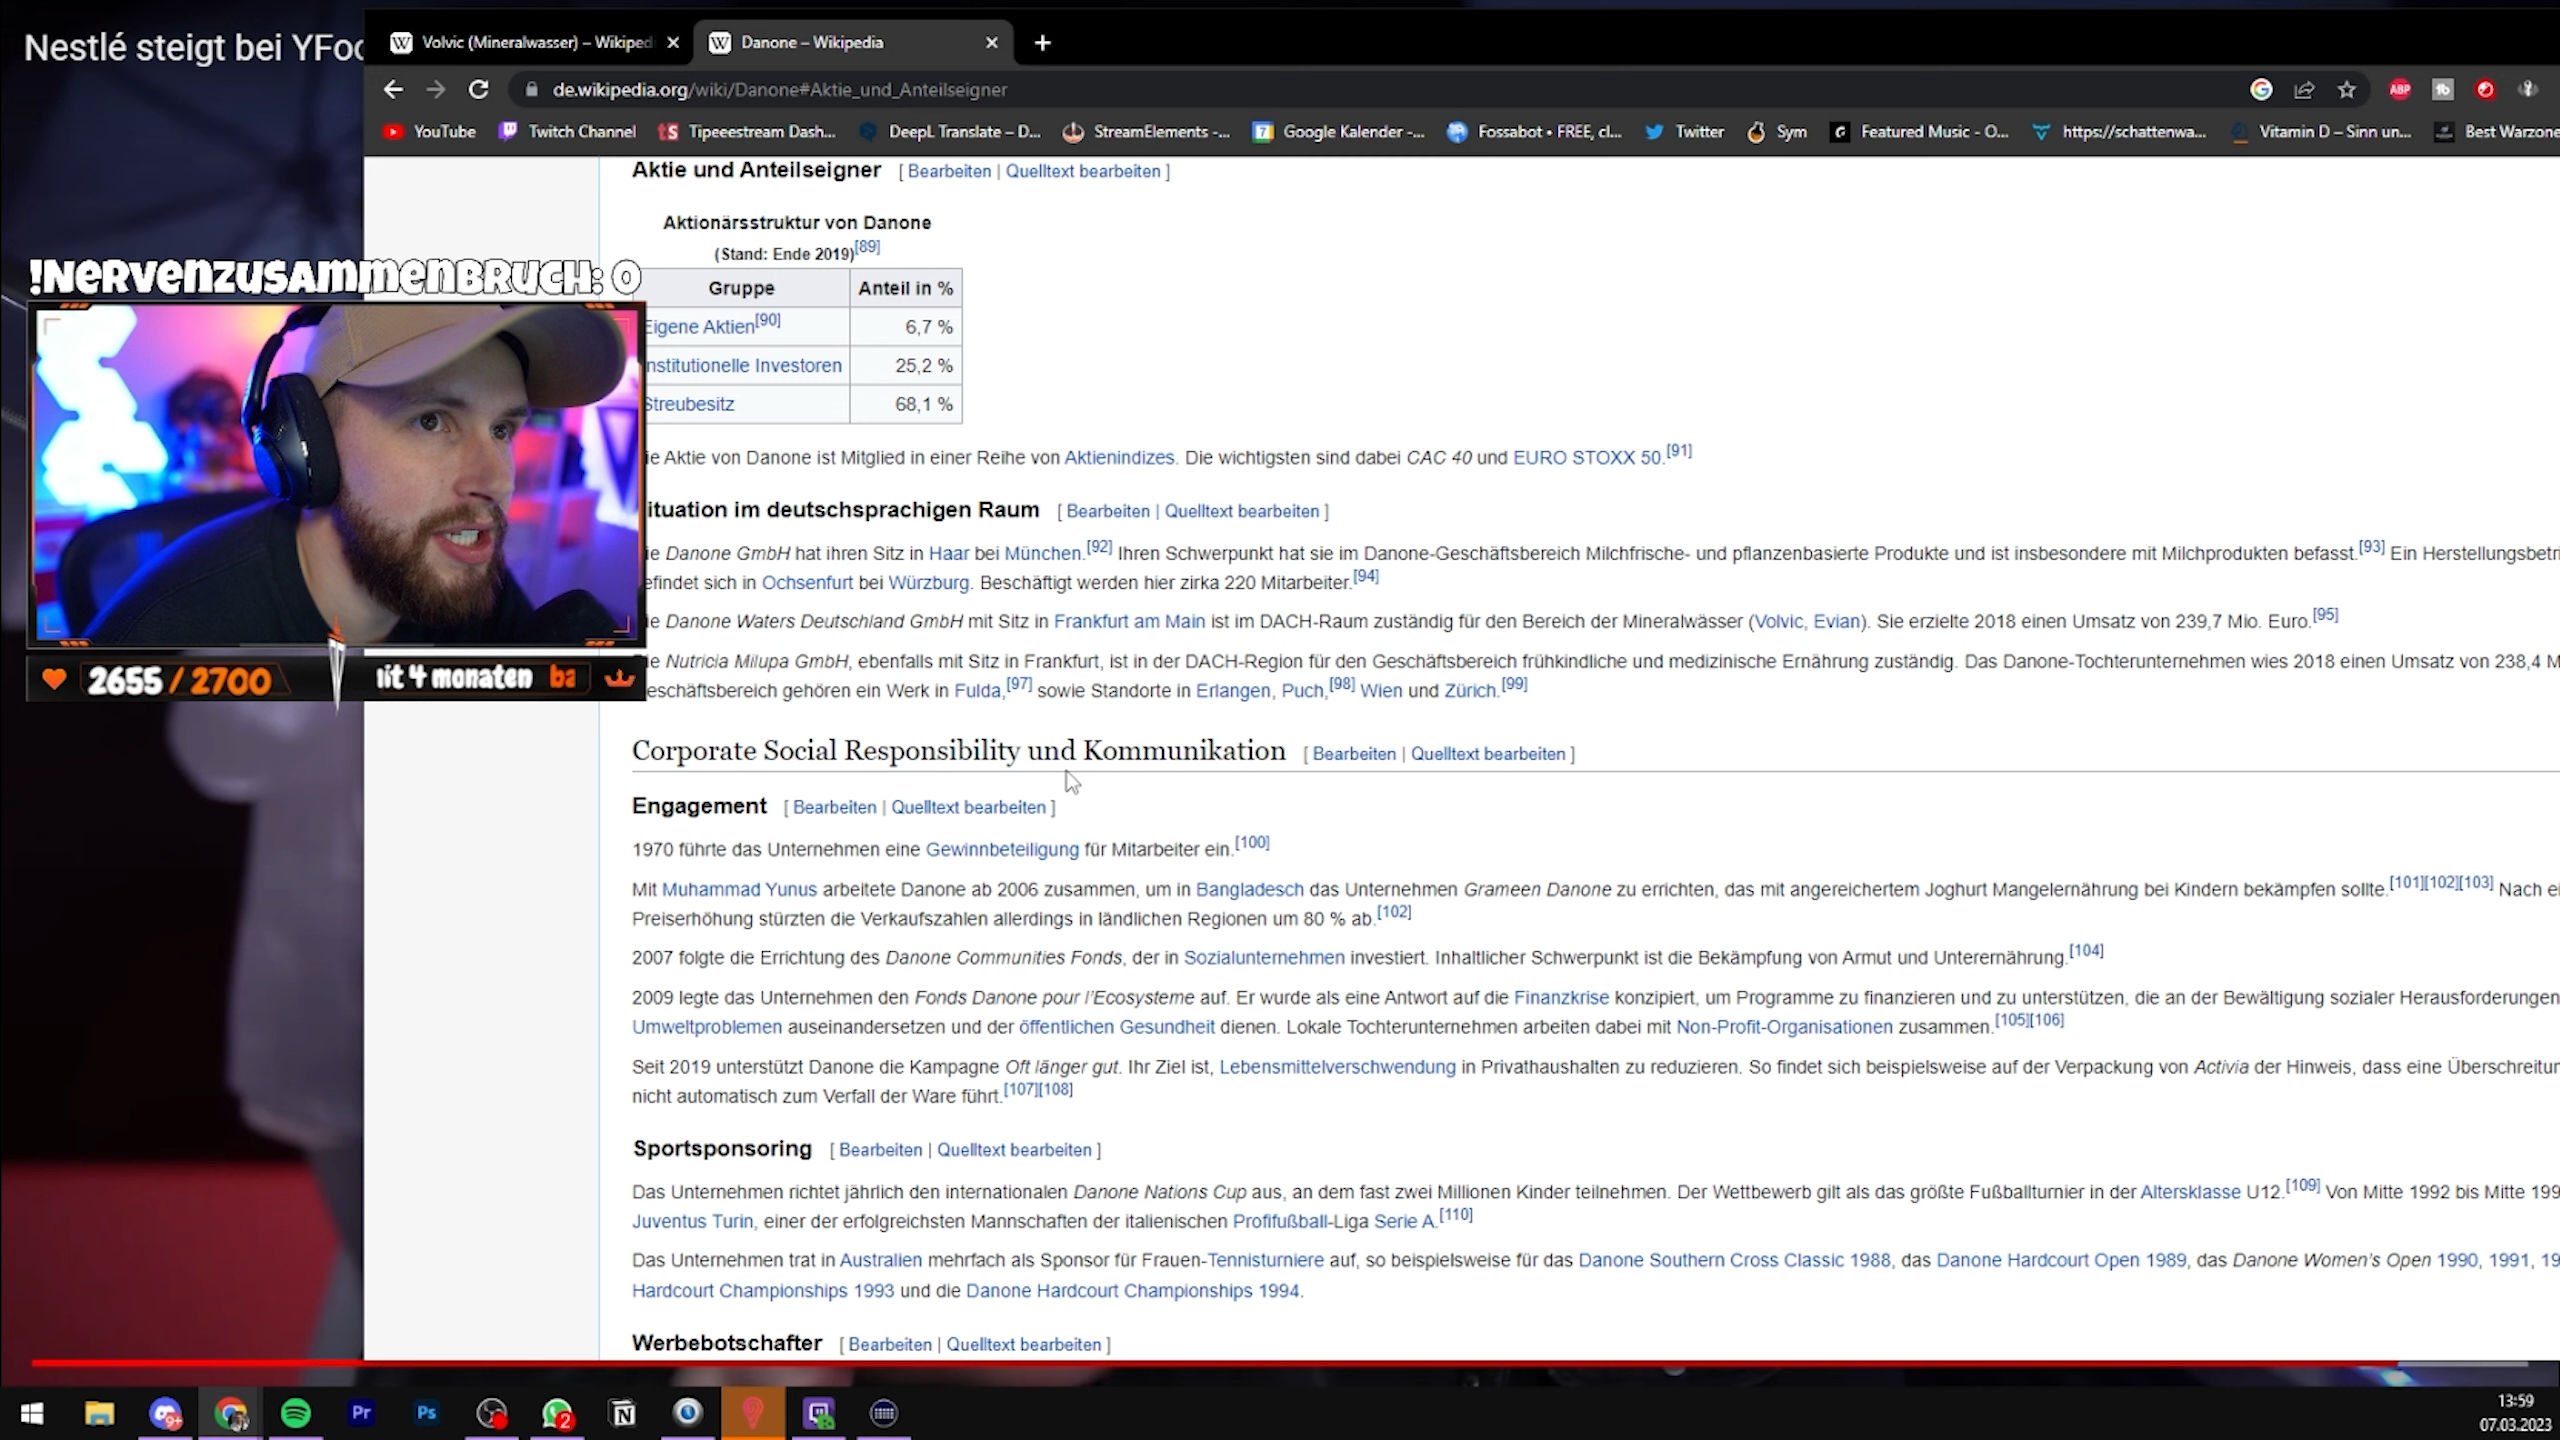 Nestlé steigt bei YFoo
Volvic (Mineralwasser) – Wikiped
Danone – Wikipedia
de.wikipedia.org/wiki/Danone#Aktie_und_Anteilseigner
ABP
YouTube
Twitch Channel
Tipeeestream Dash...
DeepL Translate – D...
StreamElements -...
7
Google Kalender -...
Fossabot • FREE, cl...
Twitter
Sym
Featured Music - O...
https://schattenwa...
Vitamin D – Sinn un...
Best Warzone
Aktie und Anteilseigner [ Bearbeiten | Quelltext bearbeiten ]
Aktionärsstruktur von Danone
(Stand: Ende 2019)[89]
Gruppe Anteil in %
Eigene Aktien[90] 6,7 %
nstitutionelle Investoren 25,2 %
Streubesitz 68,1 %
!Nervenzusammenbruch: 0
2655 / 2700
it 4 monaten ba
ie Aktie von Danone ist Mitglied in einer Reihe von Aktienindizes. Die wichtigsten sind dabei CAC 40 und EURO STOXX 50.[91]
ituation im deutschsprachigen Raum [ Bearbeiten | Quelltext bearbeiten ]
ie Danone GmbH hat ihren Sitz in Haar bei München.[92] Ihren Schwerpunkt hat sie im Danone-Geschäftsbereich Milchfrische- und pflanzenbasierte Produkte und ist insbesondere mit Milchprodukten befasst.[93] Ein Herstellungsbetri
efindet sich in Ochsenfurt bei Würzburg. Beschäftigt werden hier zirka 220 Mitarbeiter.[94]
ie Danone Waters Deutschland GmbH mit Sitz in Frankfurt am Main ist im DACH-Raum zuständig für den Bereich der Mineralwässer (Volvic, Evian). Sie erzielte 2018 einen Umsatz von 239,7 Mio. Euro.[95]
ie Nutricia Milupa GmbH, ebenfalls mit Sitz in Frankfurt, ist in der DACH-Region für den Geschäftsbereich frühkindliche und medizinische Ernährung zuständig. Das Danone-Tochterunternehmen wies 2018 einen Umsatz von 238,4 M
eschäftsbereich gehören ein Werk in Fulda,[97] sowie Standorte in Erlangen, Puch,[98] Wien und Zürich.[99]
Corporate Social Responsibility und Kommunikation [ Bearbeiten | Quelltext bearbeiten ]
Engagement [ Bearbeiten | Quelltext bearbeiten ]
1970 führte das Unternehmen eine Gewinnbeteiligung für Mitarbeiter ein.[100]
Mit Muhammad Yunus arbeitete Danone ab 2006 zusammen, um in Bangladesch das Unternehmen Grameen Danone zu errichten, das mit angereichertem Joghurt Mangelernährung bei Kindern bekämpfen sollte.[101][102][103] Nach ei
Preiserhöhung stürzten die Verkaufszahlen allerdings in ländlichen Regionen um 80 % ab.[102]
2007 folgte die Errichtung des Danone Communities Fonds, der in Sozialunternehmen investiert. Inhaltlicher Schwerpunkt ist die Bekämpfung von Armut und Unterernährung.[104]
2009 legte das Unternehmen den Fonds Danone pour l'Ecosysteme auf. Er wurde als eine Antwort auf die Finanzkrise konzipiert, um Programme zu finanzieren und zu unterstützen, die an der Bewältigung sozialer Herausforderungen
Umweltproblemen auseinandersetzen und der öffentlichen Gesundheit dienen. Lokale Tochterunternehmen arbeiten dabei mit Non-Profit-Organisationen zusammen.[105][106]
Seit 2019 unterstützt Danone die Kampagne Oft länger gut. Ihr Ziel ist, Lebensmittelverschwendung in Privathaushalten zu reduzieren. So findet sich beispielsweise auf der Verpackung von Activia der Hinweis, dass eine Überschreitun
nicht automatisch zum Verfall der Ware führt.[107][108]
Sportsponsoring [ Bearbeiten | Quelltext bearbeiten ]
Das Unternehmen richtet jährlich den internationalen Danone Nations Cup aus, an dem fast zwei Millionen Kinder teilnehmen. Der Wettbewerb gilt als das größte Fußballturnier in der Altersklasse U12.[109] Von Mitte 1992 bis Mitte 199
Juventus Turin, einer der erfolgreichsten Mannschaften der italienischen Profifußball-Liga Serie A.[110]
Das Unternehmen trat in Australien mehrfach als Sponsor für Frauen-Tennisturniere auf, so beispielsweise für das Danone Southern Cross Classic 1988, das Danone Hardcourt Open 1989, das Danone Women's Open 1990, 1991, 19
Hardcourt Championships 1993 und die Danone Hardcourt Championships 1994.
Werbebotschafter [ Bearbeiten | Quelltext bearbeiten ]
9+
Pr
Ps
2
N
13:59
07.03.2023